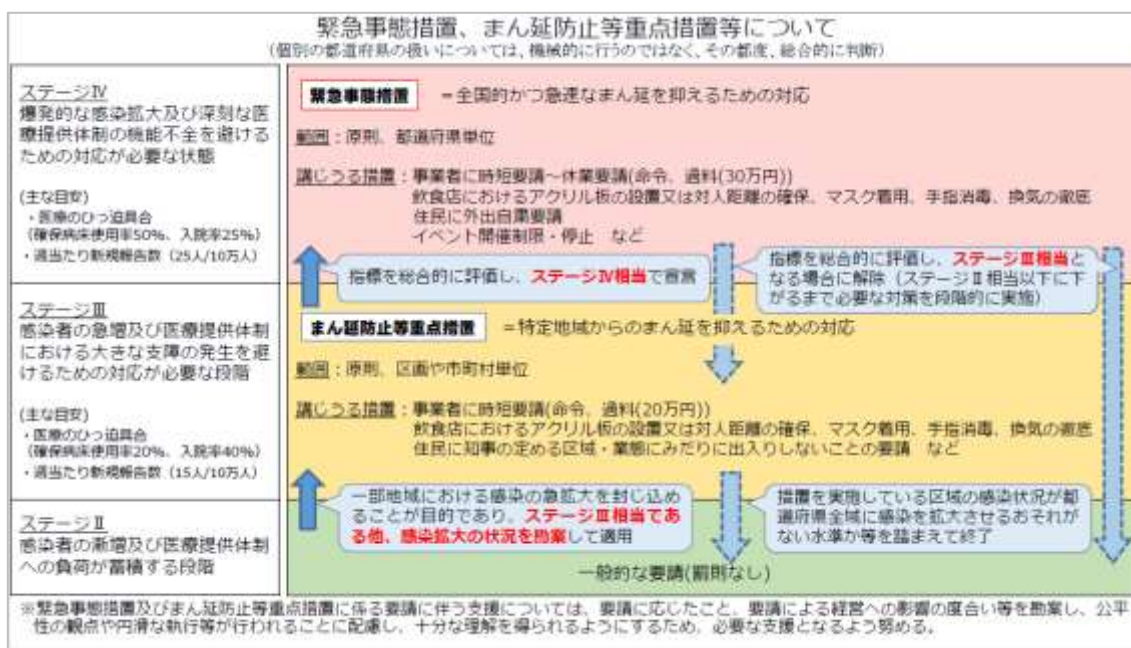 緊急事態措置、まん延防止等重点措置等について
（個別の都道府県の扱いについては、機械的に行うのではなく、その都度、総合的に判断）
ステージⅣ
爆発的な感染拡大及び深刻な医
療提供体制の機能不全を避ける
ための対応が必要な状態
(主な目安)
・医療のひっ迫具合
（確保病床使用率50%、入院率25%）
・週当たり新規報告数（25人/10万人）
緊急事態措置 ＝全国的かつ急速なまん延を抑えるための対応
範囲：原則、都道府県単位
講じうる措置：事業者に時短要請～休業要請(命令、過料(30万円))
飲食店におけるアクリル板の設置又は対人距離の確保、マスク着用、手指消毒、換気の徹底
住民に外出自粛要請
イベント開催制限・停止 など
指標を総合的に評価し、ステージⅣ相当で宣言
指標を総合的に評価し、ステージⅢ相当と
なる場合に解除（ステージⅡ相当以下に下
がるまで必要な対策を段階的に実施）
ステージⅢ
感染者の急増及び医療提供体制
における大きな支障の発生を避
けるための対応が必要な段階
(主な目安)
・医療のひっ迫具合
（確保病床使用率20%、入院率40%）
・週当たり新規報告数（15人/10万人）
まん延防止等重点措置 ＝特定地域からのまん延を抑えるための対応
範囲：原則、区画や市町村単位
講じうる措置：事業者に時短要請(命令、過料(20万円))
飲食店におけるアクリル板の設置又は対人距離の確保、マスク着用、手指消毒、換気の徹底
住民に知事の定める区域・業態にみだりに出入りしないことの要請 など
一部地域における感染の急拡大を封じ込め
ることが目的であり、ステージⅢ相当であ
る他、感染拡大の状況を勘案して適用
措置を実施している区域の感染状況が都
道府県全域に感染を拡大させるおそれが
ない水準か等を踏まえて終了
ステージⅡ
感染者の漸増及び医療提供体制
への負荷が蓄積する段階
一般的な要請(罰則なし)
※緊急事態措置及びまん延防止等重点措置に係る要請に伴う支援については、要請に応じたこと、要請による経営への影響の度合い等を勘案し、公平
性の観点や円滑な執行等が行われることに配慮し、十分な理解を得られるようにするため、必要な支援となるよう努める。